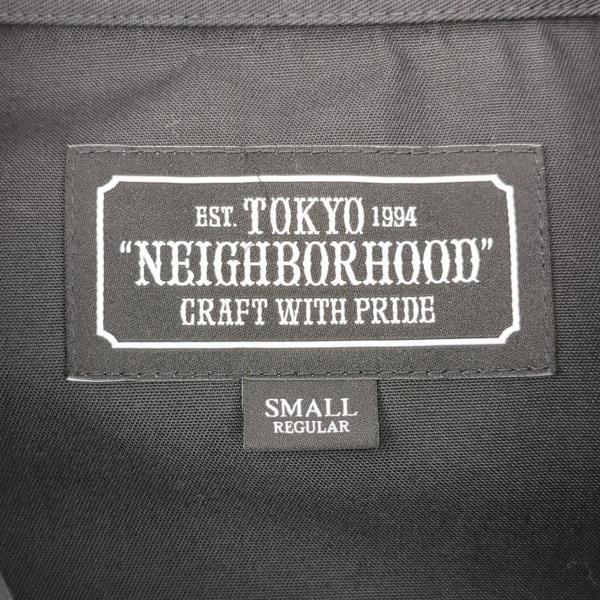 EST. TOKYO 1994
"NEIGHBORHOOD"
CRAFT WITH PRIDE
SMALL
REGULAR